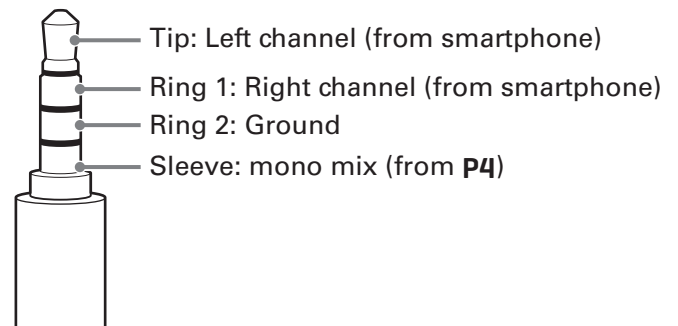 Tip: Left channel (from smartphone)
Ring 1: Right channel (from smartphone)
Ring 2: Ground
Sleeve: mono mix (from P4)